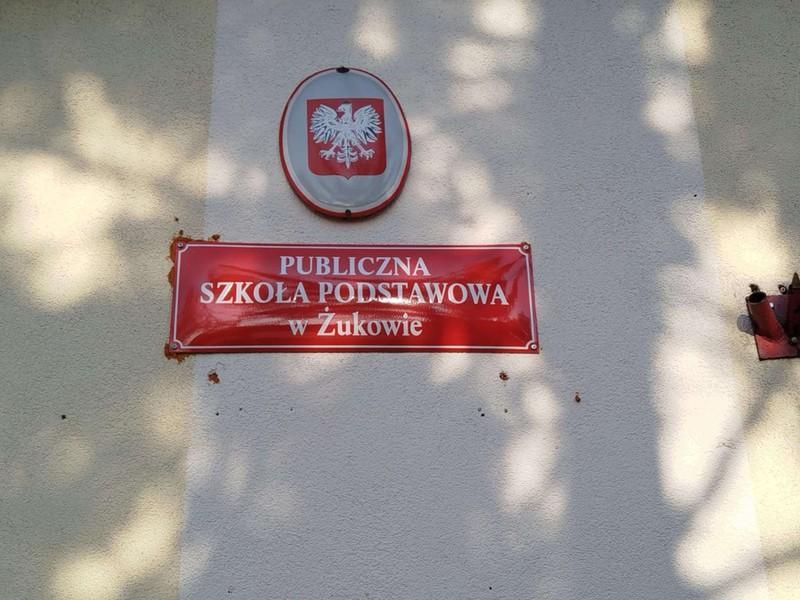 PUBLICZNA
SZKOŁA PODSTAWOWA
w Żukowie